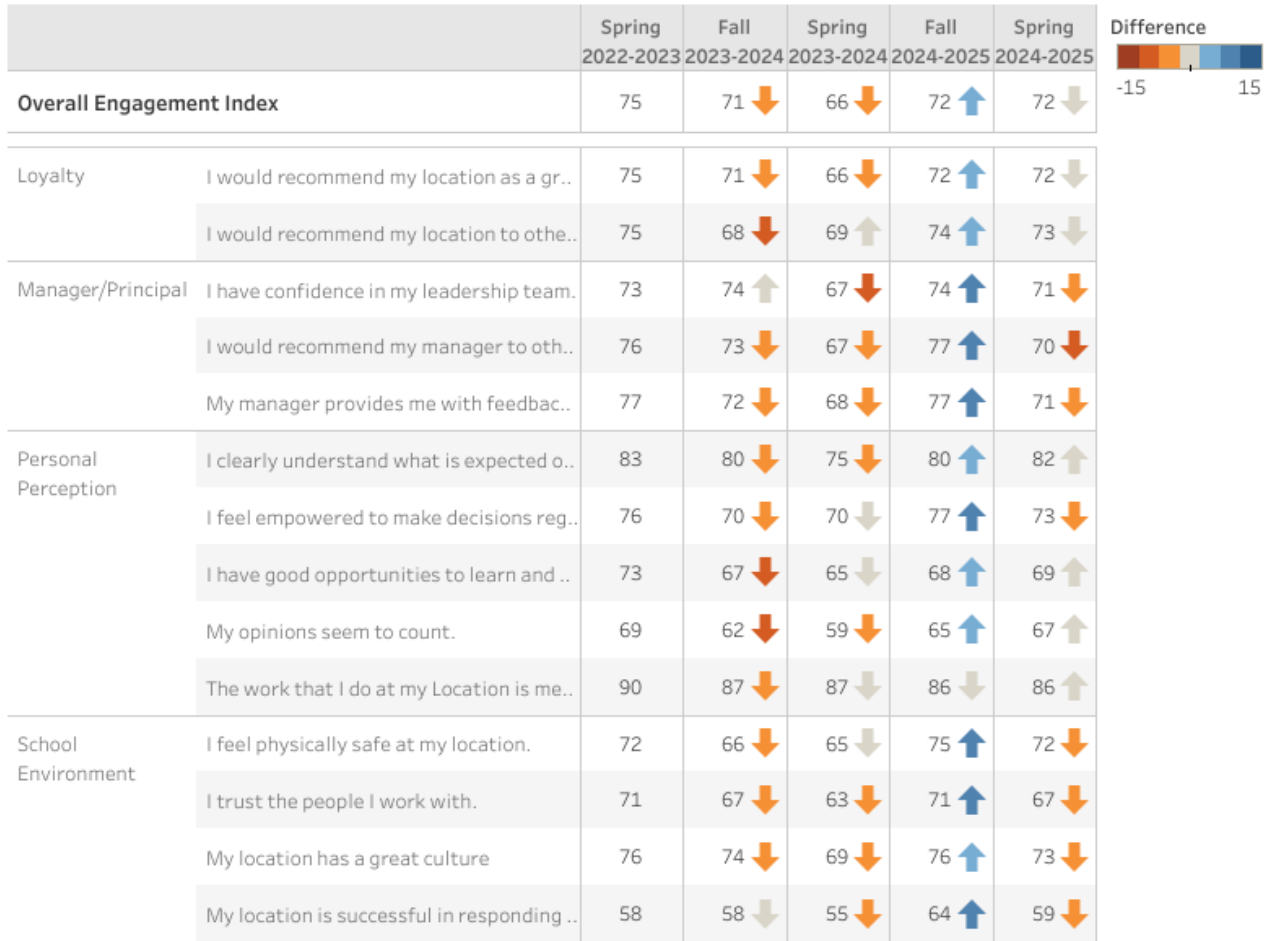 Spring Fall Spring Fall Spring Difference
2022-2023 2023-2024 2023-2024 2024-2025 2024-2025
-15 15
Overall Engagement Index 75 71 66 72 72
Loyalty I would recommend my location as a gr.. 75 71 66 72 72
I would recommend my location to othe.. 75 68 69 74 73
Manager/Principal I have confidence in my leadership team. 73 74 67 74 71
I would recommend my manager to oth.. 76 73 67 77 70
My manager provides me with feedbac.. 77 72 68 77 71
Personal I clearly understand what is expected o.. 83 80 75 80 82
Perception
I feel empowered to make decisions reg.. 76 70 70 77 73
I have good opportunities to learn and .. 73 67 65 68 69
My opinions seem to count. 69 62 59 65 67
The work that I do at my Location is me.. 90 87 87 86 86
School I feel physically safe at my location. 72 66 65 75 72
Environment
I trust the people I work with. 71 67 63 71 67
My location has a great culture 76 74 69 76 73
My location is successful in responding .. 58 58 55 64 59